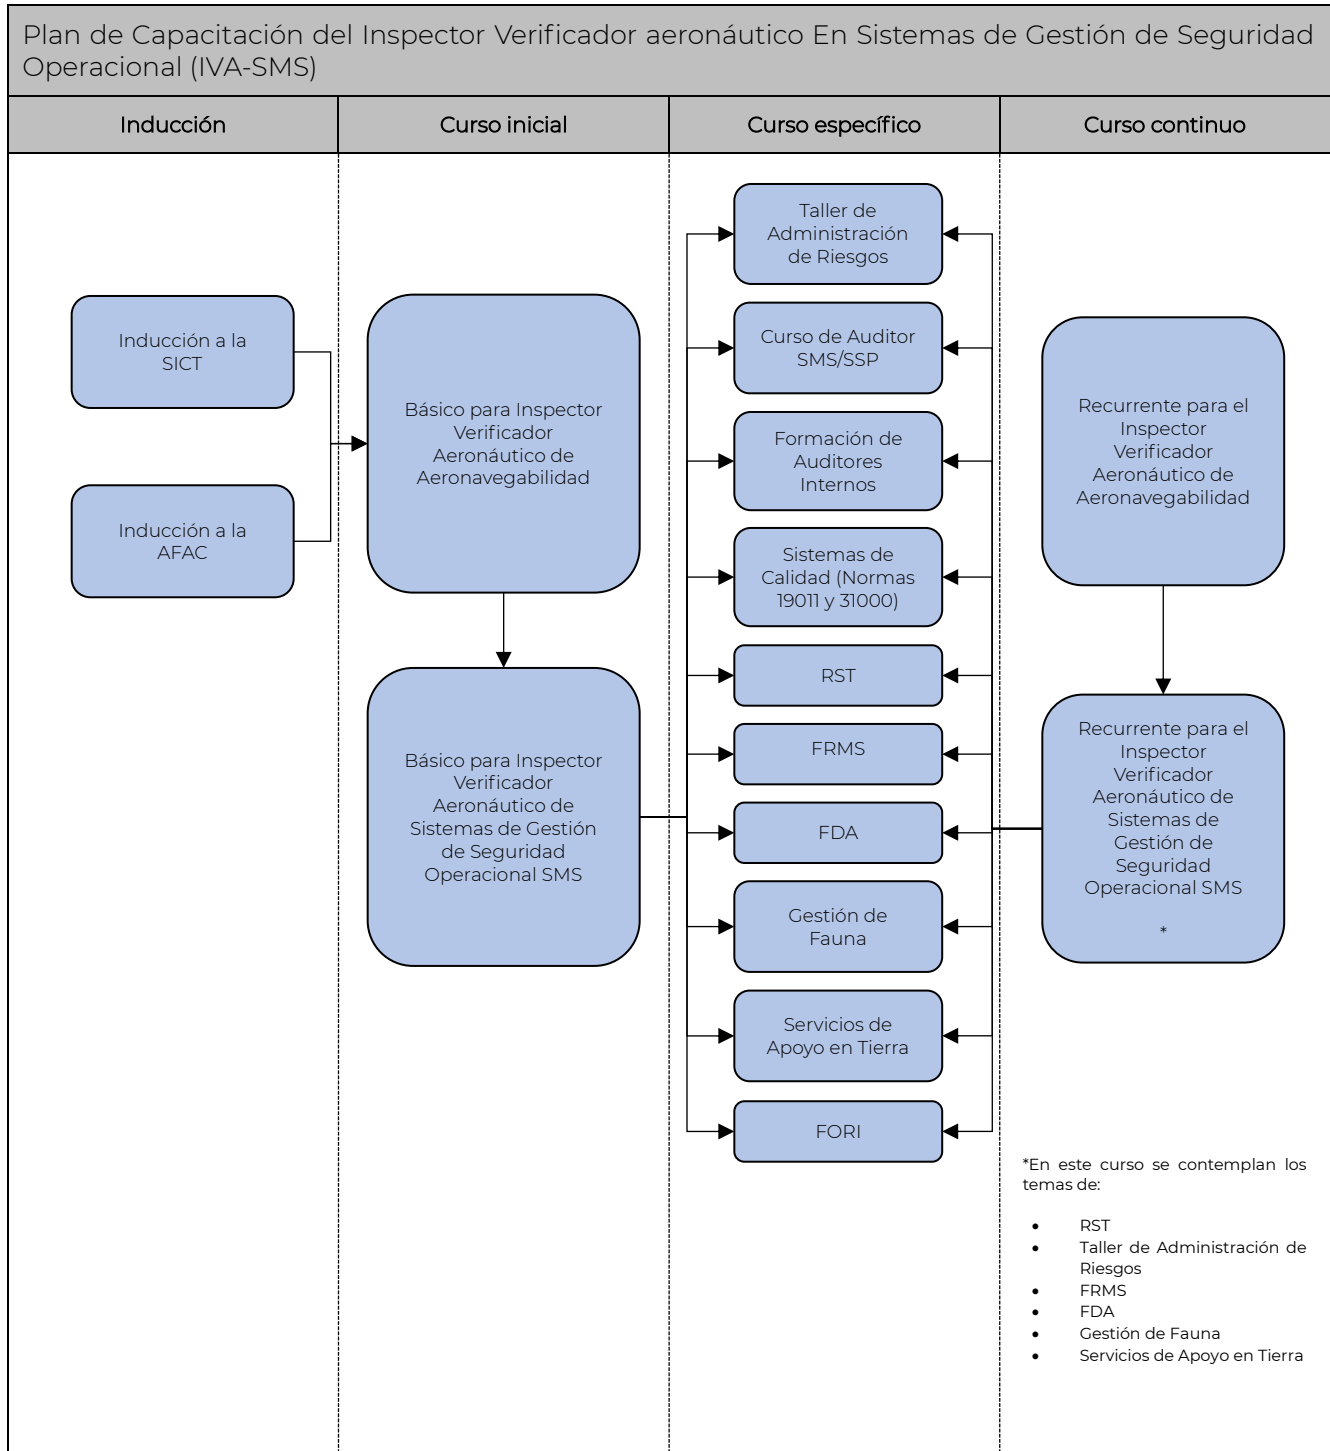 Plan de Capacitación del Inspector Verificador aeronáutico En Sistemas de Gestión de Seguridad
Operacional (IVA-SMS)
Inducción
Curso inicial
Curso específico
Curso continuo
Inducción a la
SICT
Inducción a la
AFAC
Básico para Inspector
Verificador
Aeronáutico de
Aeronavegabilidad
Básico para Inspector
Verificador
Aeronáutico de
Sistemas de Gestión
de Seguridad
Operacional SMS
Taller de
Administración
de Riesgos
Curso de Auditor
SMS/SSP
Formación de
Auditores
Internos
Sistemas de
Calidad (Normas
19011 y 31000)
RST
FRMS
FDA
Gestión de
Fauna
Servicios de
Apoyo en Tierra
FORI
Recurrente para el
Inspector
Verificador
Aeronáutico de
Aeronavegabilidad
Recurrente para el
Inspector
Verificador
Aeronáutico de
Sistemas de
Gestión de
Seguridad
Operacional SMS
*
*En este curso se contemplan los
temas de:
• RST
• Taller de Administración de
Riesgos
• FRMS
• FDA
• Gestión de Fauna
• Servicios de Apoyo en Tierra